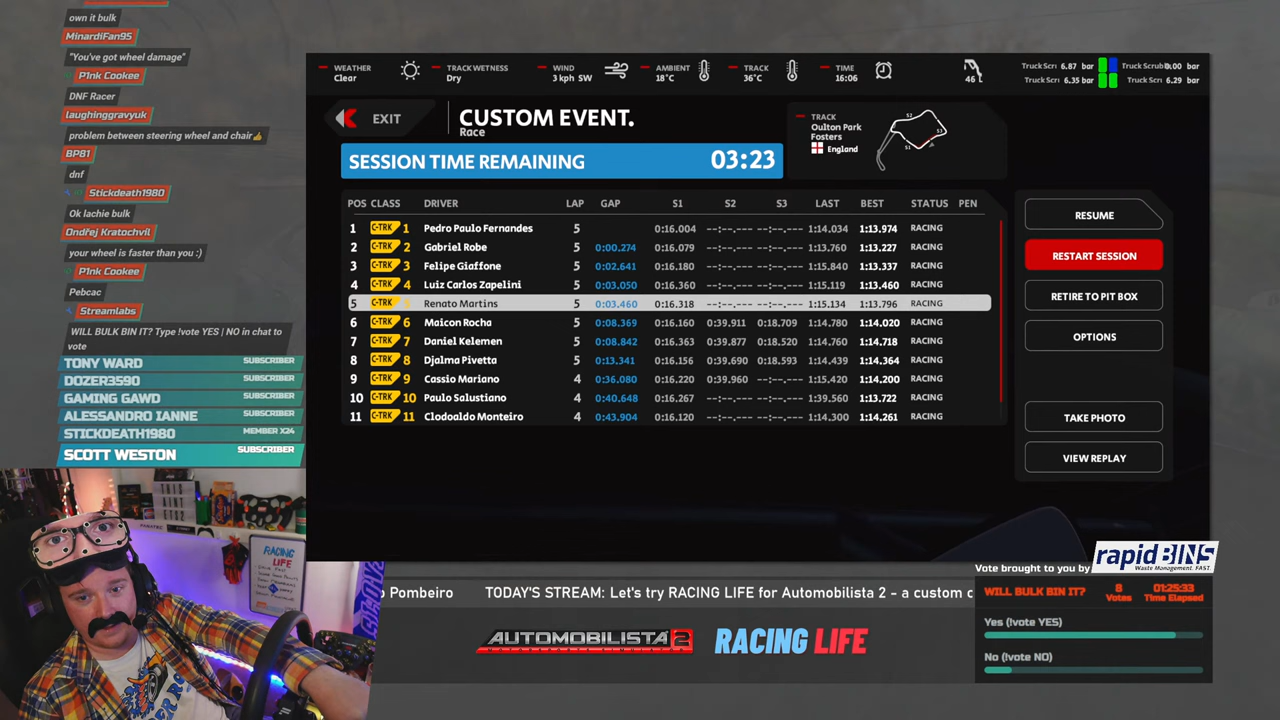 own it bulk
MinardiFan95
"You've got wheel damage"
P1nk Cookee
DNF Racer
laughinggravyuk
problem between steering wheel and chair👍
BP81
dnf
Stickdeath1980
Ok lachie bulk
Ondřej Kratochvíl
your wheel is faster than you :)
P1nk Cookee
Pebcac
Streamlabs
WILL BULK BIN IT? Type !vote YES | NO in chat to
vote
TONY WARD SUBSCRIBER
DOZER3590 SUBSCRIBER
GAMING GAWD SUBSCRIBER
ALESSANDRO IANNE SUBSCRIBER
STICKDEATH1980 MEMBER X24
SCOTT WESTON SUBSCRIBER
WEATHER Clear
TRACK WETNESS Dry
WIND 3 kph SW
AMBIENT 18°C
TRACK 36°C
TIME 16:06
46
Truck Scri 6.87 bar Truck Scrub 0.00 bar
Truck Scri 6.35 bar Truck Scri 6.29 bar
EXIT
CUSTOM EVENT.
Race
TRACK
Oulton Park
Fosters
England
S2
S3
S1
SESSION TIME REMAINING 03:23
POS CLASS DRIVER LAP GAP S1 S2 S3 LAST BEST STATUS PEN
1 C-TRK 1 Pedro Paulo Fernandes 5 0:16.004 --:--.--- --:--.--- 1:14.034 1:13.974 RACING
2 C-TRK 2 Gabriel Robe 5 0:00.274 0:16.079 --:--.--- --:--.--- 1:13.760 1:13.227 RACING
3 C-TRK 3 Felipe Giaffone 5 0:02.641 0:16.180 --:--.--- --:--.--- 1:15.840 1:13.337 RACING
4 C-TRK 4 Luiz Carlos Zapelini 5 0:03.050 0:16.360 --:--.--- --:--.--- 1:15.119 1:13.460 RACING
5 C-TRK Renato Martins 5 0:03.460 0:16.318 --:--.--- --:--.--- 1:15.134 1:13.796 RACING
6 C-TRK 6 Maicon Rocha 5 0:08.369 0:16.160 0:39.911 0:18.709 1:14.780 1:14.020 RACING
7 C-TRK 7 Daniel Kelemen 5 0:08.842 0:16.363 0:39.877 0:18.520 1:14.760 1:14.718 RACING
8 C-TRK 8 Djalma Pivetta 5 0:13.341 0:16.156 0:39.690 0:18.593 1:14.439 1:14.364 RACING
9 C-TRK 9 Cassio Mariano 4 0:36.080 0:16.220 0:39.960 --:--.--- 1:15.420 1:14.200 RACING
10 C-TRK 10 Paulo Salustiano 4 0:40.648 0:16.267 --:--.--- --:--.--- 1:39.560 1:13.722 RACING
11 C-TRK 11 Clodoaldo Monteiro 4 0:43.904 0:16.120 --:--.--- --:--.--- 1:14.300 1:14.261 RACING
RESUME
RESTART SESSION
RETIRE TO PIT BOX
OPTIONS
TAKE PHOTO
VIEW REPLAY
RACING
LIFE
FANATEC
Vote brought to you by rapidBINS
Waste Management. FAST.
o Pombeiro TODAY'S STREAM: Let's try RACING LIFE for Automobilista 2 - a custom c
AUTOMOBILISTA 2 RACING LIFE
WILL BULK BIN IT? 8 Votes 01:25:33 Time Elapsed
Yes (!vote YES)
No (!vote NO)